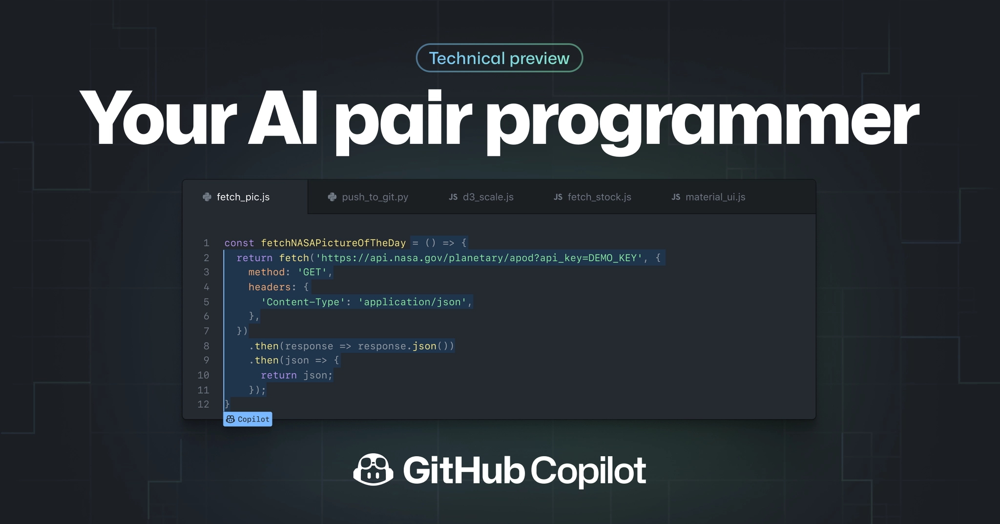 Technical preview
Your AI pair programmer
fetch_pic.js push_to_git.py JS d3_scale.js JS fetch_stock.js JS material_ui.js
1 const fetchNASAPictureOfTheDay = () => {
2 return fetch('https://api.nasa.gov/planetary/apod?api_key=DEMO_KEY', {
3 method: 'GET',
4 headers: {
5 'Content-Type': 'application/json',
6 },
7 })
8 .then(response => response.json())
9 .then(json => {
10 return json;
11 });
12 }
Copilot
GitHub Copilot